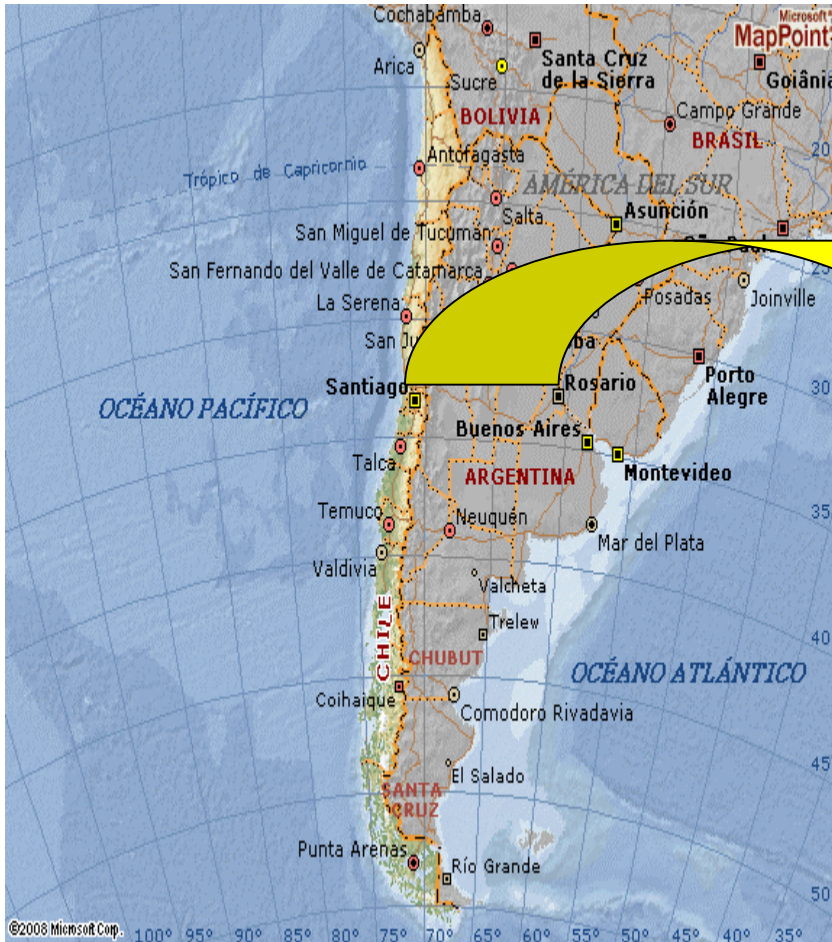 Cochabamba
Microsoft®
MapPoint®
Arica
Santa Cruz
de la Sierra
Goiânia
Sucre
BOLIVIA
Campo Grande
BRASIL
20
Antofagasta
Trópico de Capricornio
AMÉRICA DEL SUR
Salta
Asunción
San Miguel de Tucumán
25
San Fernando del Valle de Catamarca
Posadas
Joinville
La Serena
San
30
Santiago
Rosario
Porto
Alegre
OCÉANO PACÍFICO
Buenos Aires
Talca
ARGENTINA
Montevideo
35
Temuco
Neuquén
Mar del Plata
Valdivia
Valcheta
CHILE
Trelew
40
CHUBUT
OCÉANO ATLÁNTICO
Coihaique
Comodoro Rivadavia
45
El Salado
SANTA
CRUZ
Punta Arenas
Río Grande
50
©2008 Microsoft Corp.
100° 95° 90° 85° 80° 75° 70° 65° 60° 55° 50° 45° 40° 35°